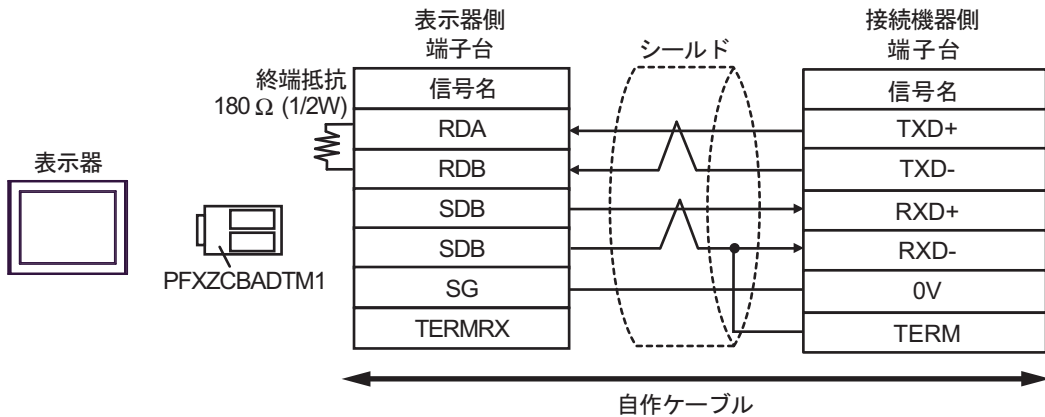 表示器側
端子台
接続機器側
端子台
シールド
終端抵抗
180 Ω (1/2W)
信号名
信号名
RDA
TXD+
RDB
TXD-
表示器
SDB
RXD+
SDB
RXD-
PFXZCBADTM1
SG
0V
TERMRX
TERM
自作ケーブル